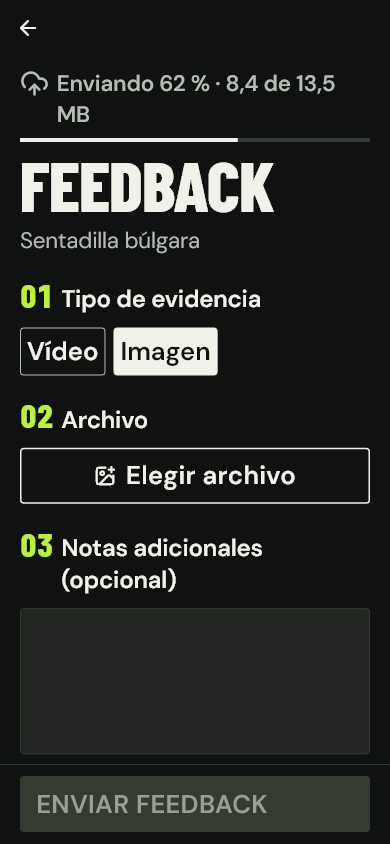 Enviando 62 % · 8,4 de 13,5
MB
FEEDBACK
Sentadilla búlgara
01 Tipo de evidencia
Vídeo Imagen
02 Archivo
Elegir archivo
03 Notas adicionales
(opcional)
ENVIAR FEEDBACK